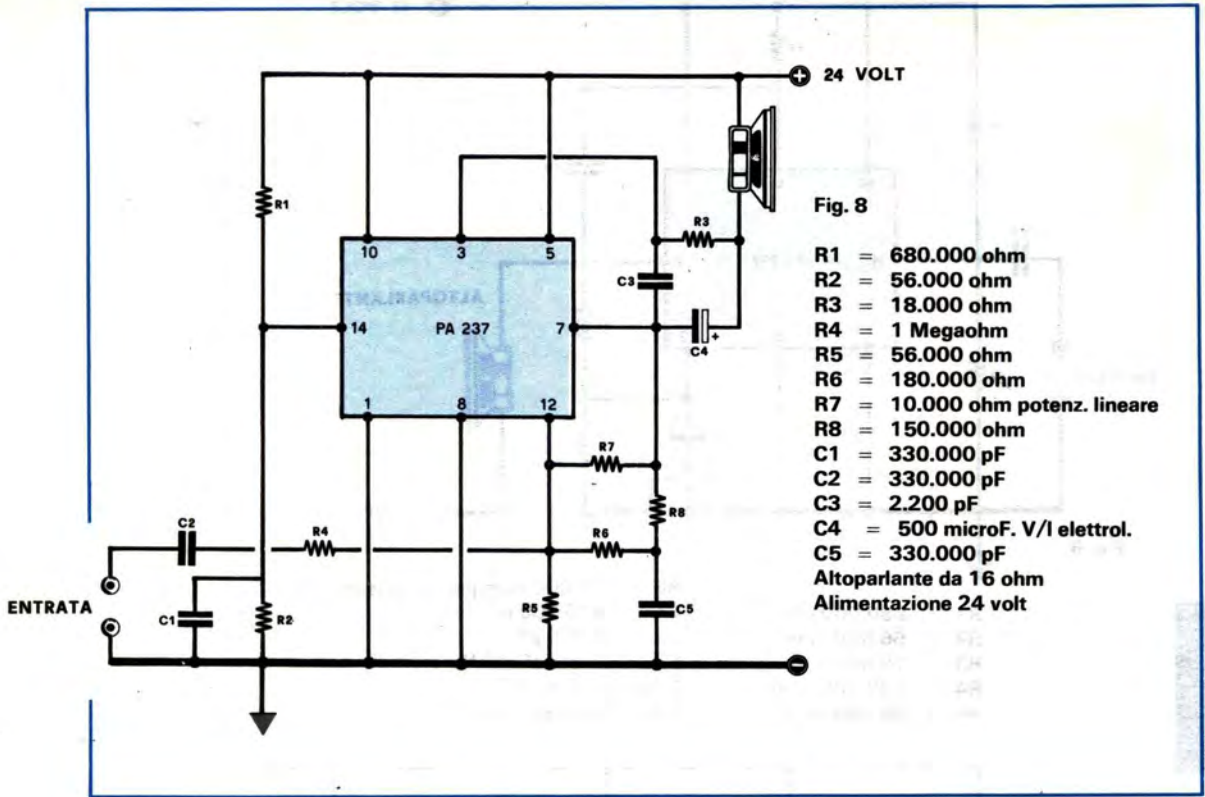 24 VOLT
R1
R3
10
3
5
C3
14
PA 237
7
C4
+
1
8
12
R7
R8
C2
R4
R6
ENTRATA
C1
R2
R5
C5
Fig. 8
R1 = 680.000 ohm
R2 = 56.000 ohm
R3 = 18.000 ohm
R4 = 1 Megaohm
R5 = 56.000 ohm
R6 = 180.000 ohm
R7 = 10.000 ohm potenz. lineare
R8 = 150.000 ohm
C1 = 330.000 pF
C2 = 330.000 pF
C3 = 2.200 pF
C4 = 500 microF. V/l elettrol.
C5 = 330.000 pF
Altoparlante da 16 ohm
Alimentazione 24 volt